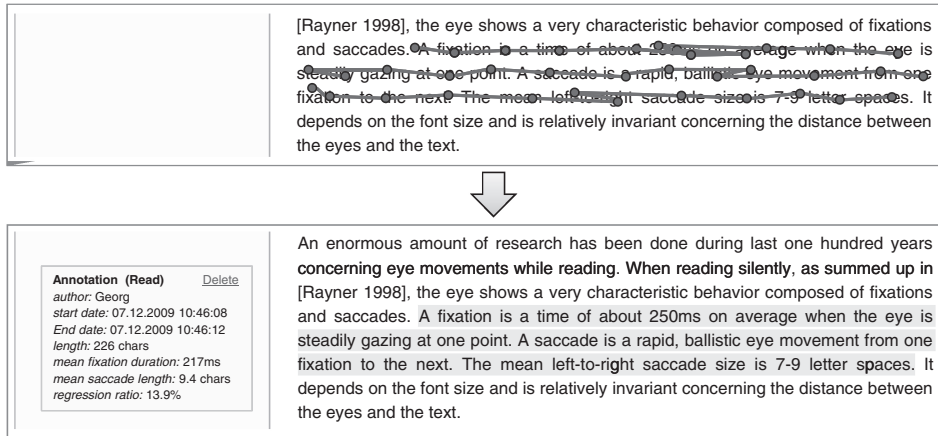 [Rayner 1998], the eye shows a very characteristic behavior composed of fixations
and saccades. A fixation is a time of about 250ms on average when the eye is
steadily gazing at one point. A saccade is a rapid, ballistic eye movement from one
fixation to the next. The mean left-to-right saccade size is 7-9 letter spaces. It
depends on the font size and is relatively invariant concerning the distance between
the eyes and the text.
Annotation (Read) Delete
author: Georg
start date: 07.12.2009 10:46:08
End date: 07.12.2009 10:46:12
length: 226 chars
mean fixation duration: 217ms
mean saccade length: 9.4 chars
regression ratio: 13.9%
An enormous amount of research has been done during last one hundred years
concerning eye movements while reading. When reading silently, as summed up in
[Rayner 1998], the eye shows a very characteristic behavior composed of fixations
and saccades. A fixation is a time of about 250ms on average when the eye is
steadily gazing at one point. A saccade is a rapid, ballistic eye movement from one
fixation to the next. The mean left-to-right saccade size is 7-9 letter spaces. It
depends on the font size and is relatively invariant concerning the distance between
the eyes and the text.